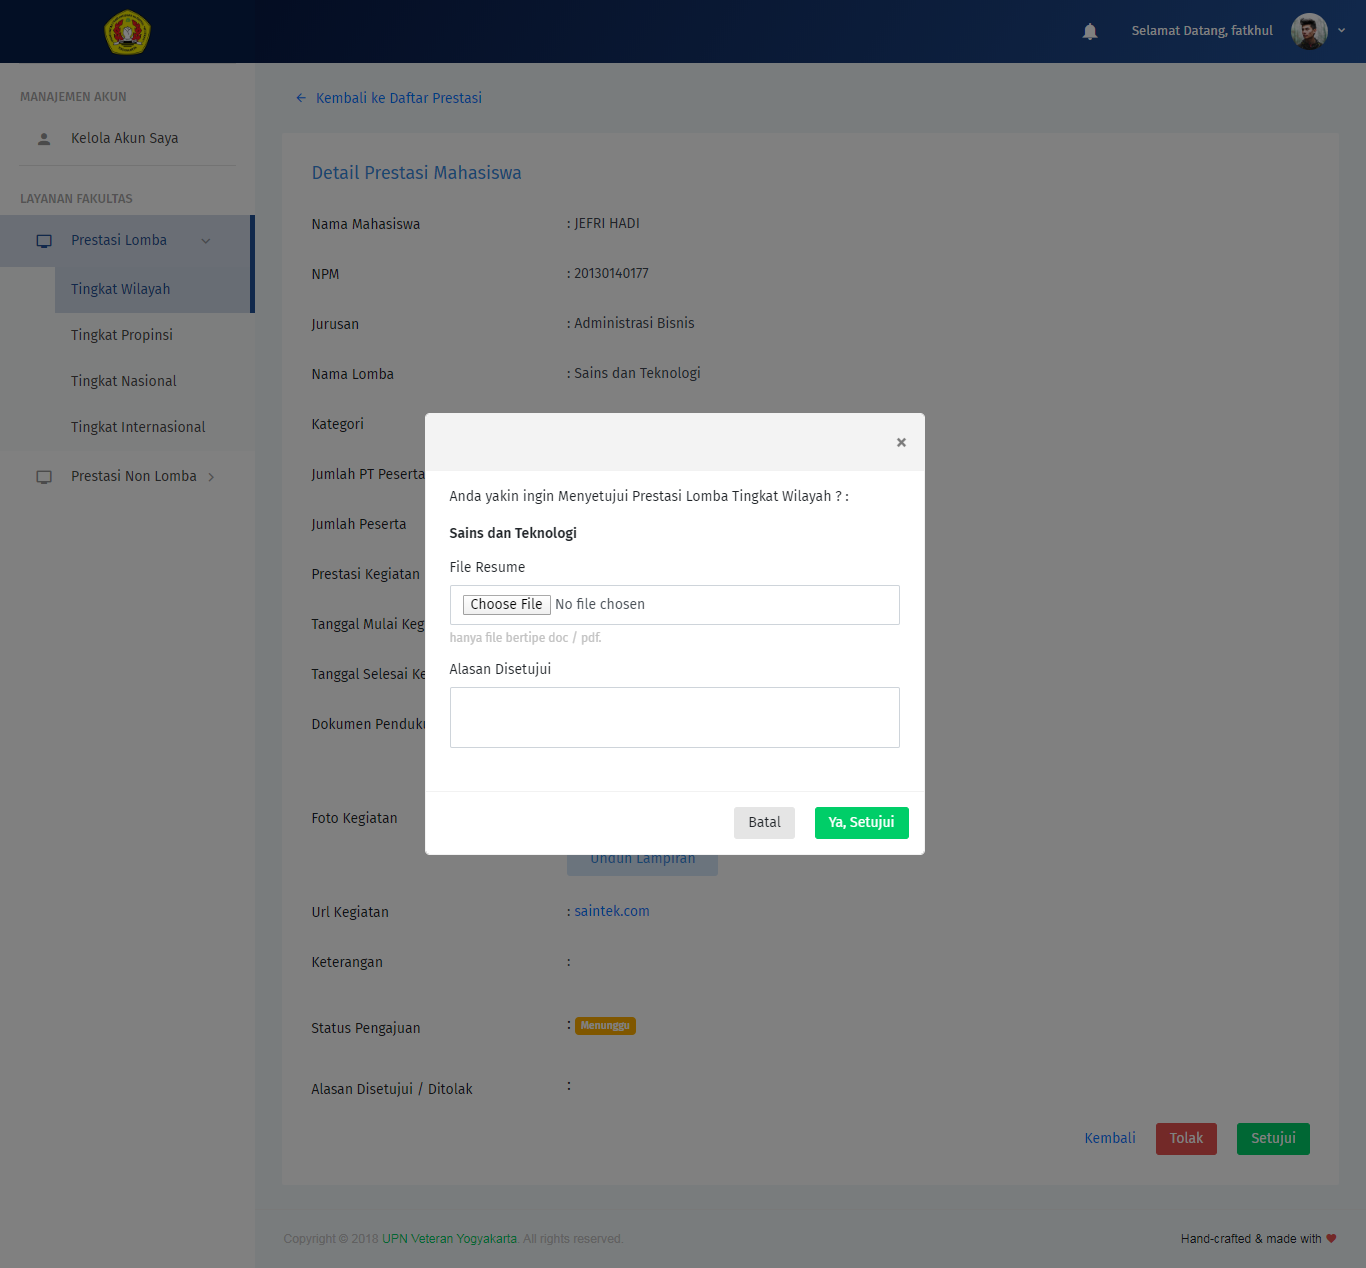 Selamat Datang, fatkhul
MANAJEMEN AKUN
Kelola Akun Saya
LAYANAN FAKULTAS
Prestasi Lomba
Tingkat Wilayah
Tingkat Propinsi
Tingkat Nasional
Tingkat Internasional
Prestasi Non Lomba
Kembali ke Daftar Prestasi
Detail Prestasi Mahasiswa
Nama Mahasiswa : JEFRI HADI
NPM : 20130140177
Jurusan : Administrasi Bisnis
Nama Lomba : Sains dan Teknologi
Kategori
Jumlah PT Peserta
Jumlah Peserta
Prestasi Kegiatan
Tanggal Mulai Keg
Tanggal Selesai Ke
Dokumen Penduku
Foto Kegiatan
Unduh Lampiran
Url Kegiatan : saintek.com
Keterangan :
Status Pengajuan : Menunggu
Alasan Disetujui / Ditolak :
Kembali Tolak Setujui
×
Anda yakin ingin Menyetujui Prestasi Lomba Tingkat Wilayah ? :
Sains dan Teknologi
File Resume
Choose File No file chosen
hanya file bertipe doc / pdf.
Alasan Disetujui
Batal Ya, Setujui
Copyright © 2018 UPN Veteran Yogyakarta. All rights reserved.
Hand-crafted & made with